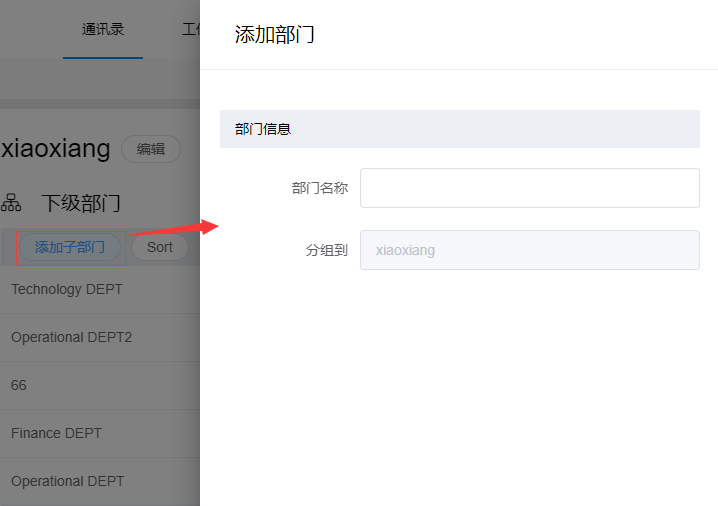 通讯录
添加部门
部门信息
xiaoxiang 编辑
部门名称
下级部门
添加子部门 Sort
分组到 xiaoxiang
Technology DEPT
Operational DEPT2
66
Finance DEPT
Operational DEPT